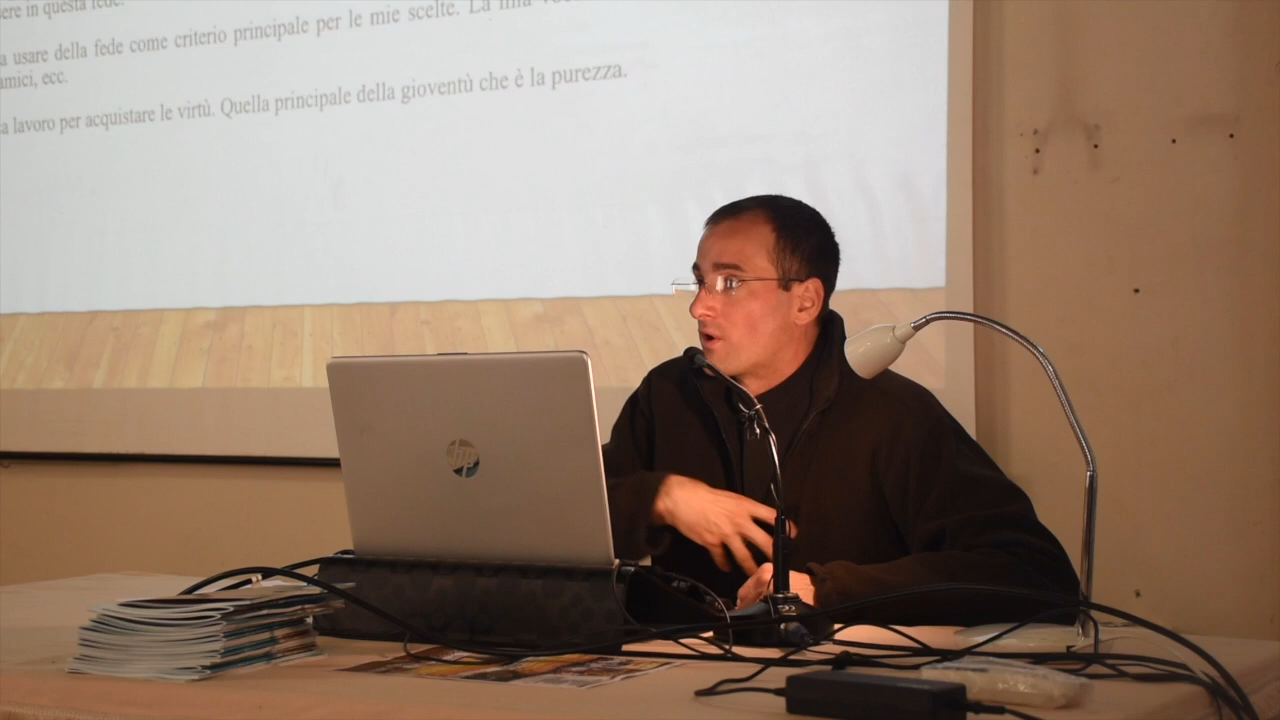 ere in questa fede.
a usare della fede come criterio principale per le mie scelte. La mia
amici, ecc.
a lavoro per acquistare le virtù. Quella principale della gioventù che è la purezza.
hp